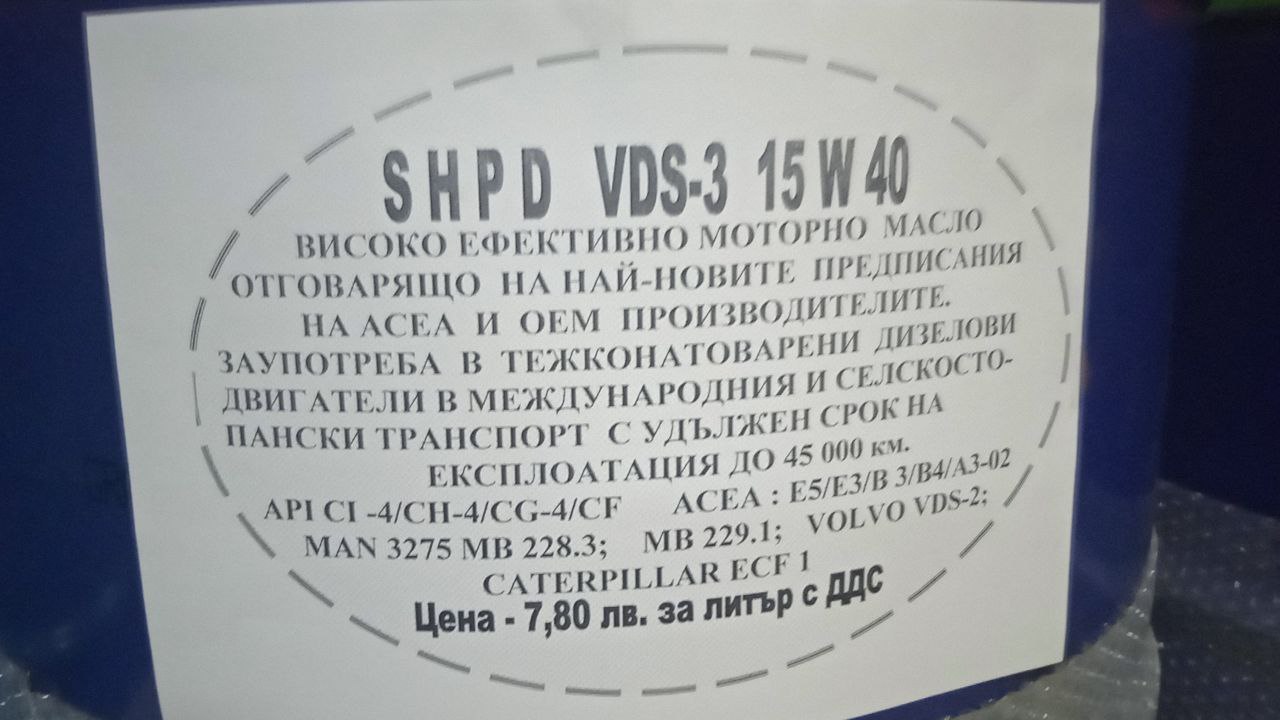 SHPD VDS-3 15W40
ВИСОКО ЕФЕКТИВНО МОТОРНО МАСЛО
ОТГОВАРЯЩО НА НАЙ-НОВИТЕ ПРЕДПИСАНИЯ
НА АСЕА И ОЕМ ПРОИЗВОДИТЕЛИТЕ.
ЗАУПОТРЕБА В ТЕЖКОНАТОВАРЕНИ ДИЗЕЛОВИ
ДВИГАТЕЛИ В МЕЖДУНАРОДНИЯ И СЕЛСКОСТО-
ПАНСКИ ТРАНСПОРТ С УДЪЛЖЕН СРОК НА
ЕКСПЛОАТАЦИЯ ДО 45 000 км.
API CI -4/CH-4/CG-4/CF ACEA : E5/E3/B 3/B4/A3-02
MAN 3275 MB 228.3; MB 229.1; VOLVO VDS-2;
CATERPILLAR ECF 1
Цена - 7,80 лв. за литър с ДДС